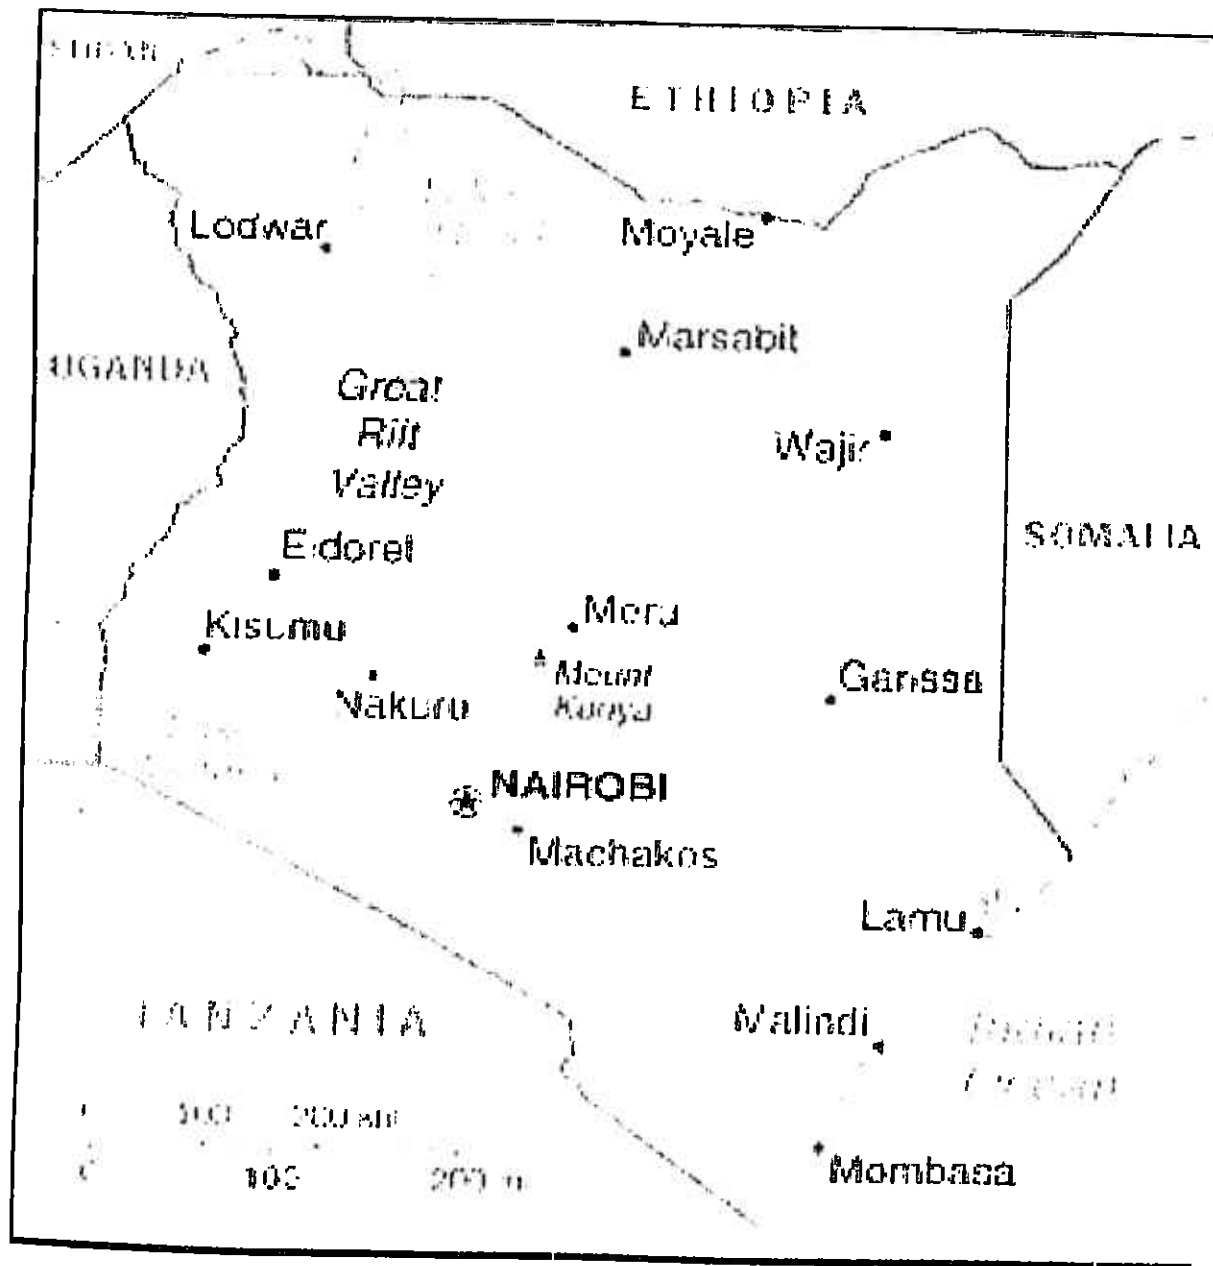 ETHIOPIA
Lodwar
Moyale
Marsabit
UGANDA
Great
Rift
Valley
Wajir
SOMALIA
Eldoret
Meru
Kisumu
Mount
Kenya
Garissa
Nakuru
NAIROBI
Machakos
Lamu
TANZANIA
Malindi
100 200 km
0 100 200 m
Mombasa